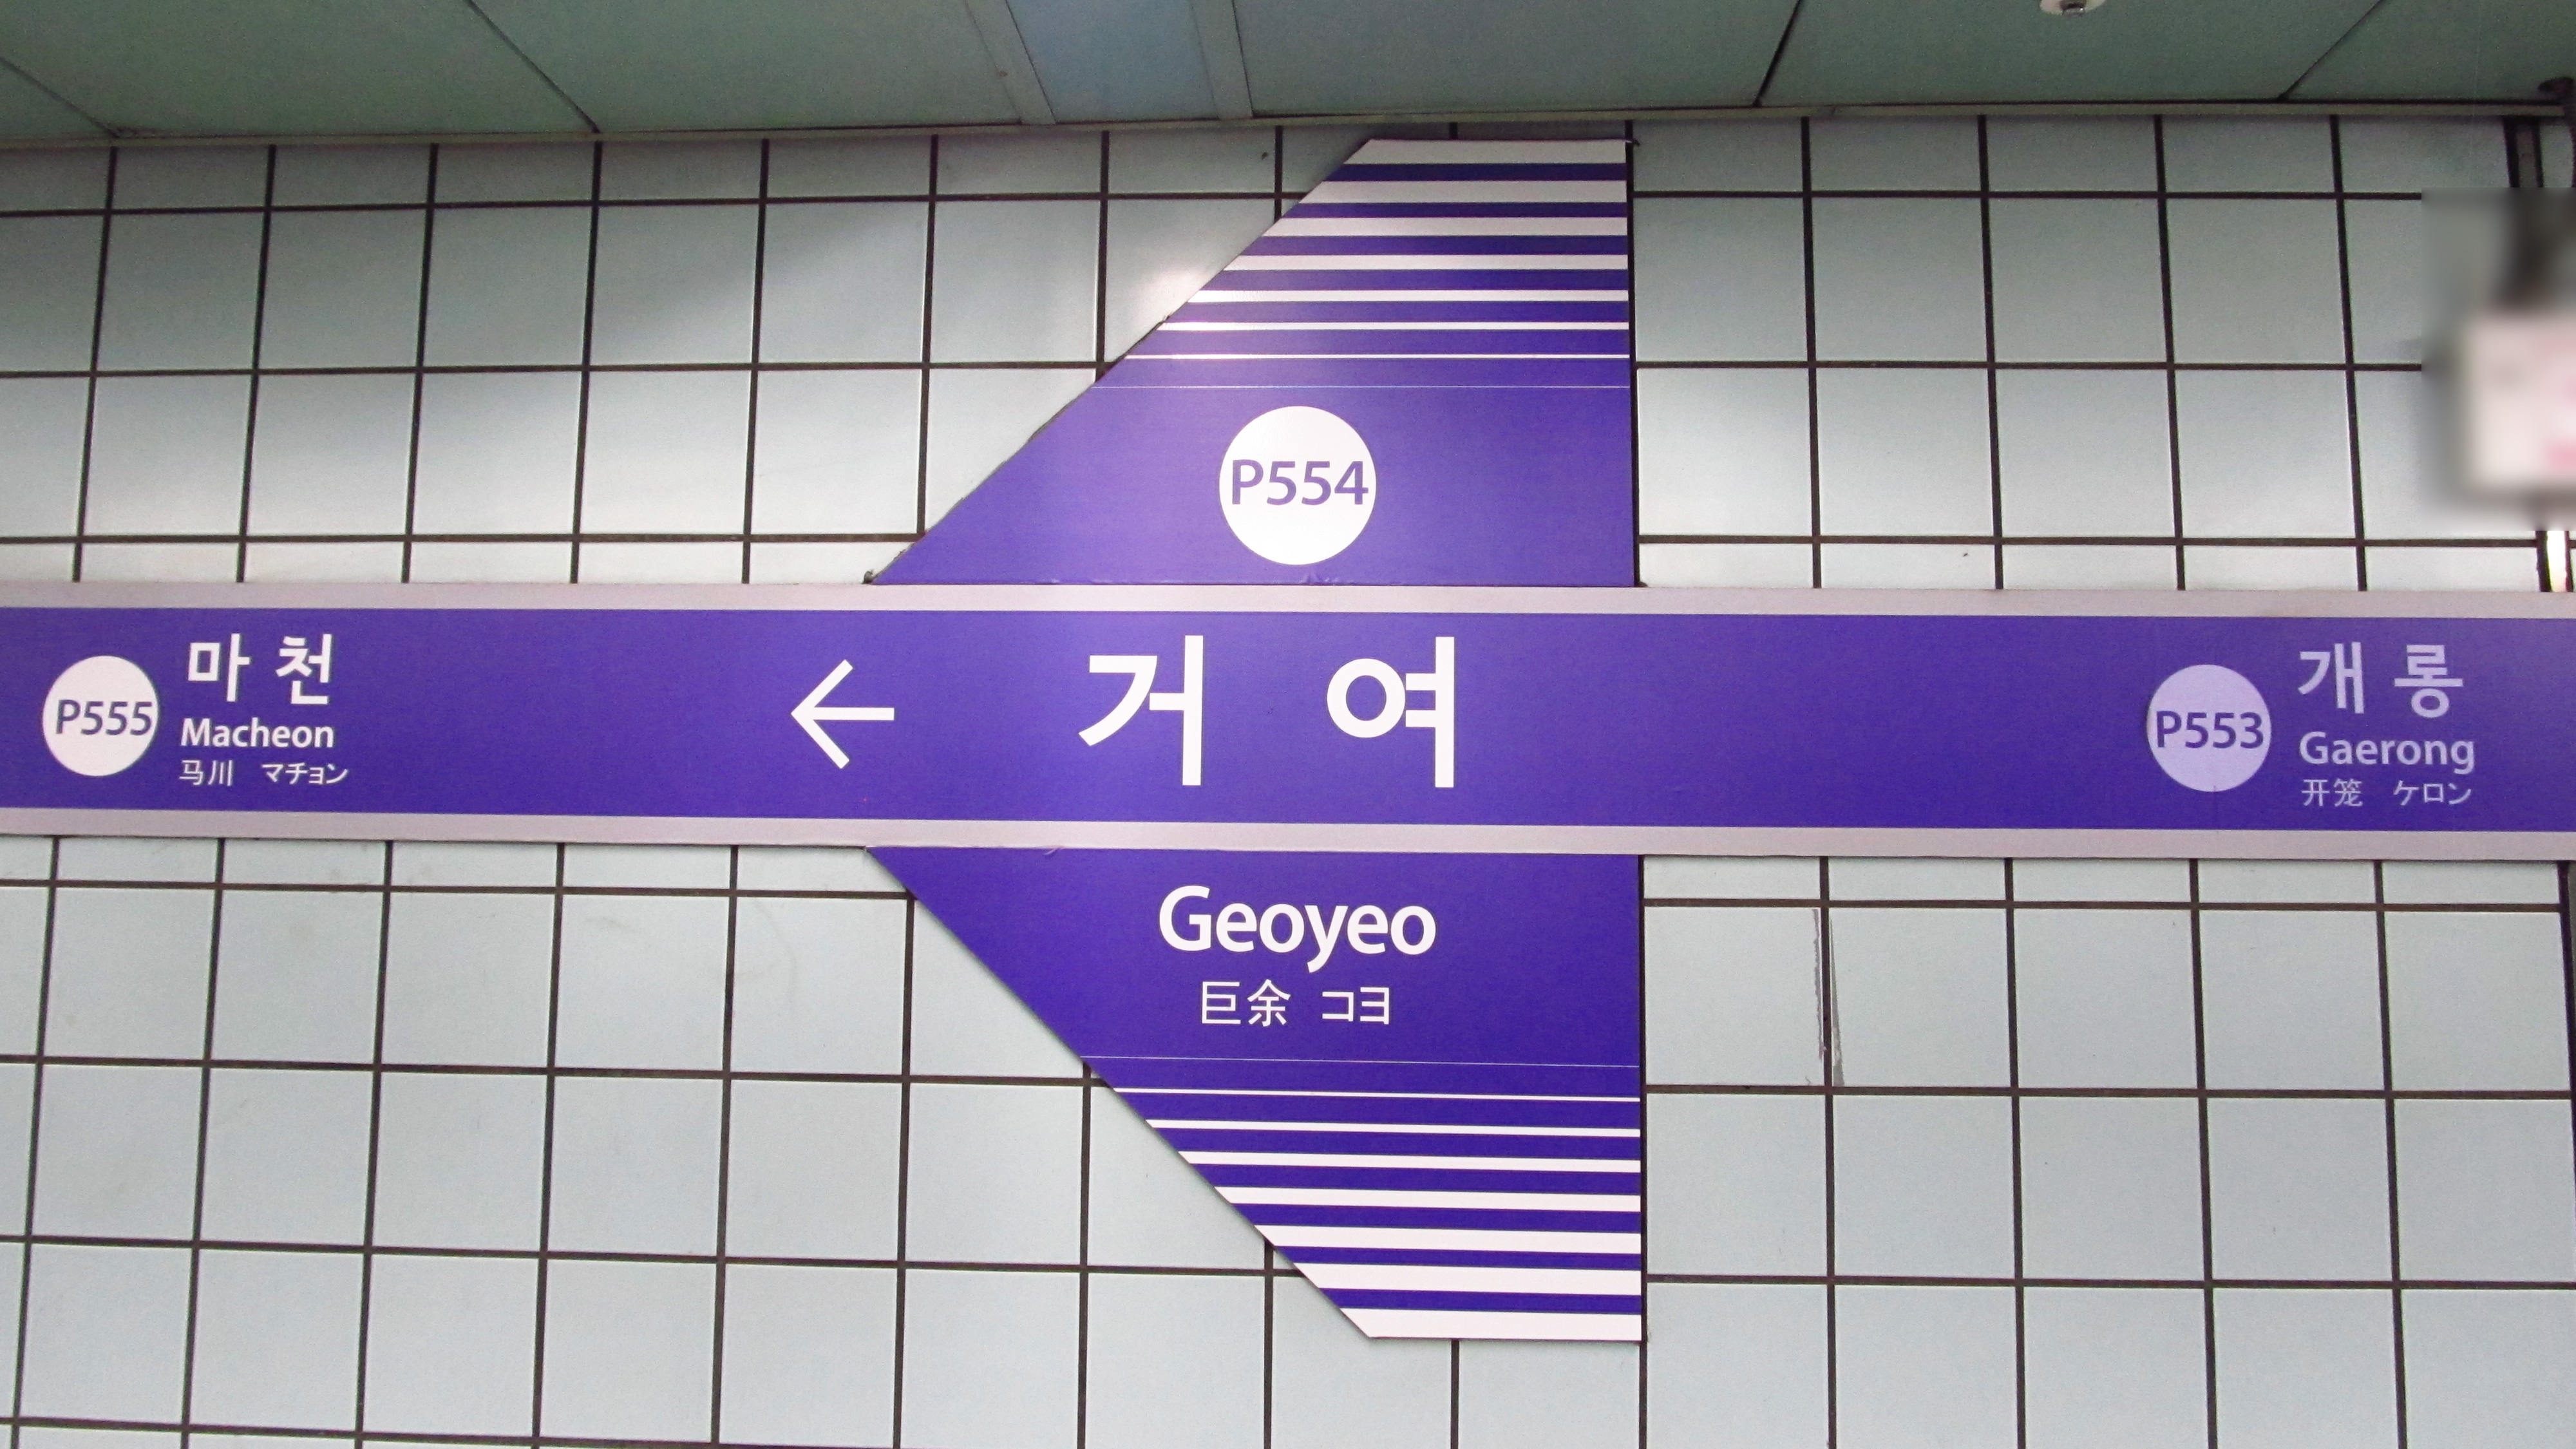 P554
P555
마천
Macheon
马川 マチョン
← 거여
P553
개롱
Gaerong
开笼 ケロン
Geoyeo
巨余 コヨ